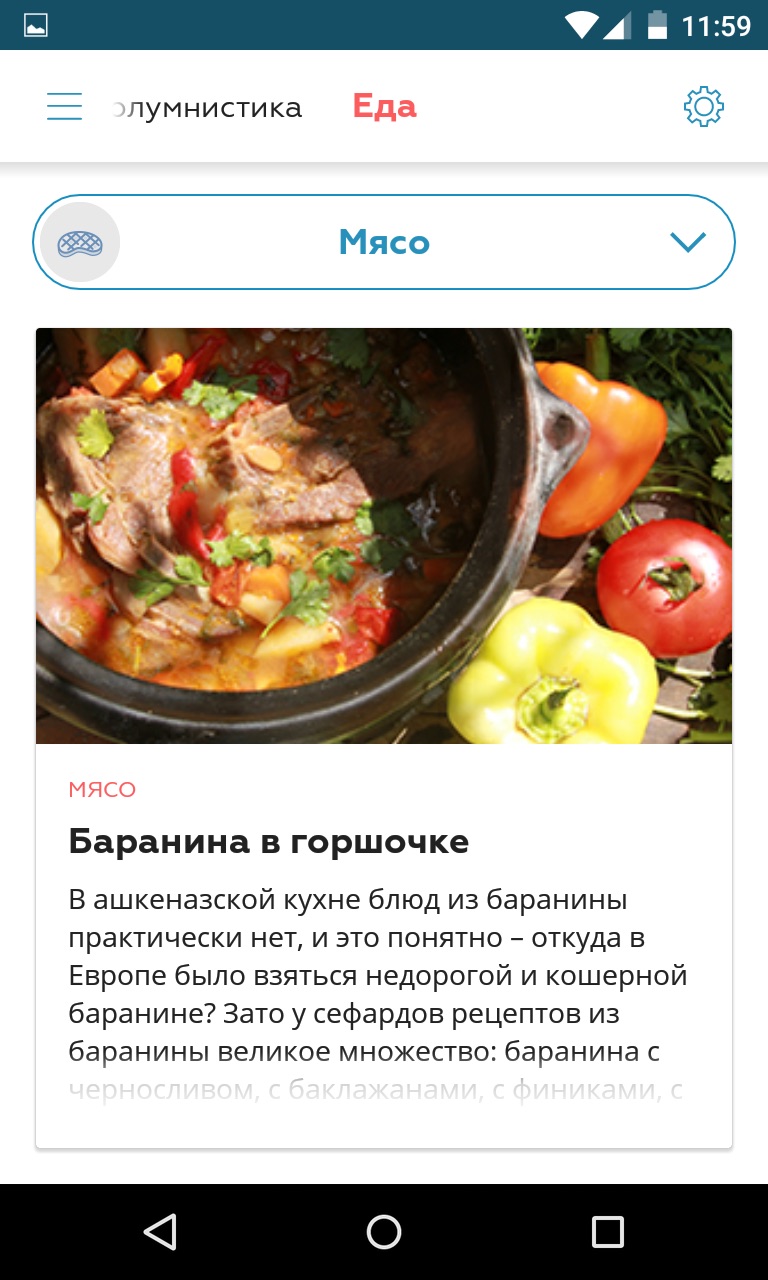 11:59
олумнистика Еда
Мясо
МЯСО
Баранина в горшочке
В ашкеназской кухне блюд из баранины
практически нет, и это понятно – откуда в
Европе было взяться недорогой и кошерной
баранине? Зато у сефардов рецептов из
баранины великое множество: баранина с
черносливом, с баклажанами, с финиками, с